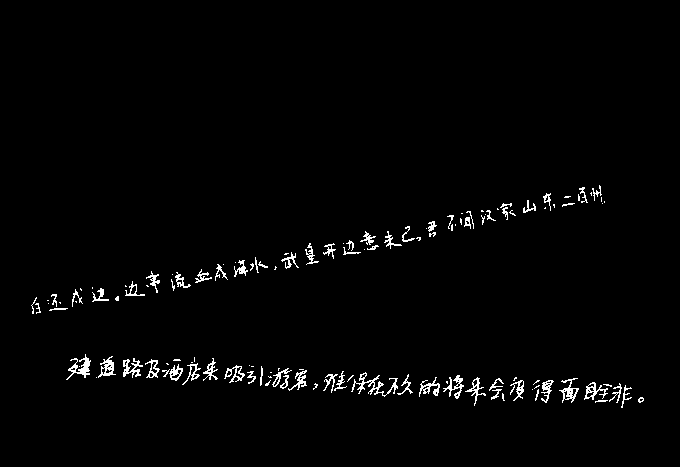 白还戍边。边亭流血成海水，武皇开边意未已。君不闻汉家山东二百州
建道路及酒店来吸引游客，难保在不久的将来会变得面目全非。